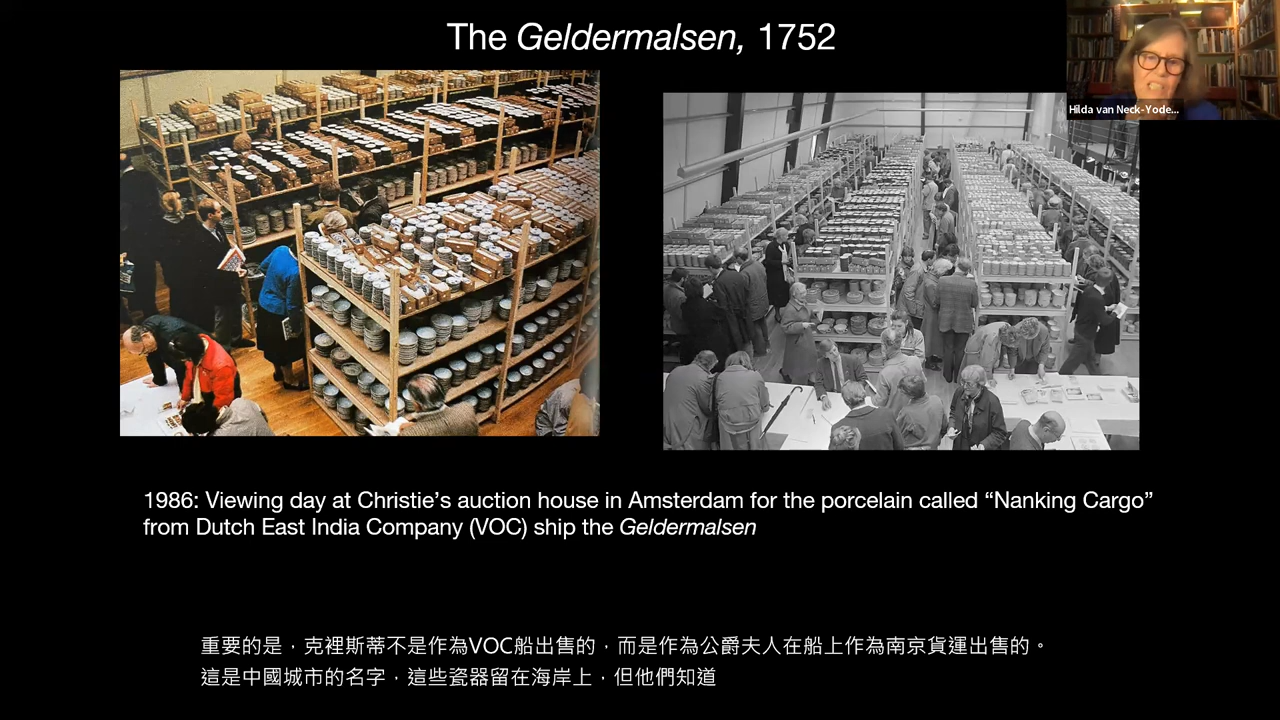 The Geldermalsen, 1752
Hilda van Neck-Yode...
1986: Viewing day at Christie’s auction house in Amsterdam for the porcelain called “Nanking Cargo”
from Dutch East India Company (VOC) ship the Geldermalsen
重要的是，克裡斯蒂不是作為VOC船出售的，而是作為公爵夫人在船上作為南京貨運出售的。
這是中國城市的名字，這些瓷器留在海岸上，但他們知道